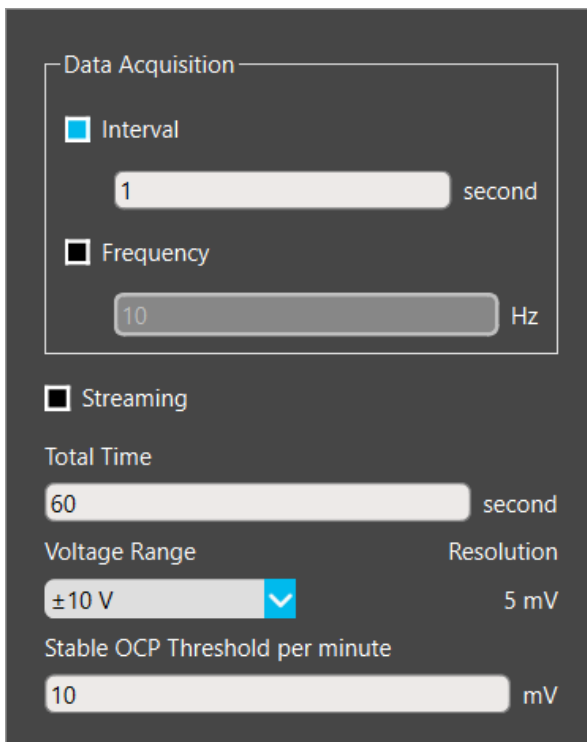 Data Acquisition
Interval
1 second
Frequency
10 Hz
Streaming
Total Time
60 second
Voltage Range Resolution
±10 V 5 mV
Stable OCP Threshold per minute
10 mV